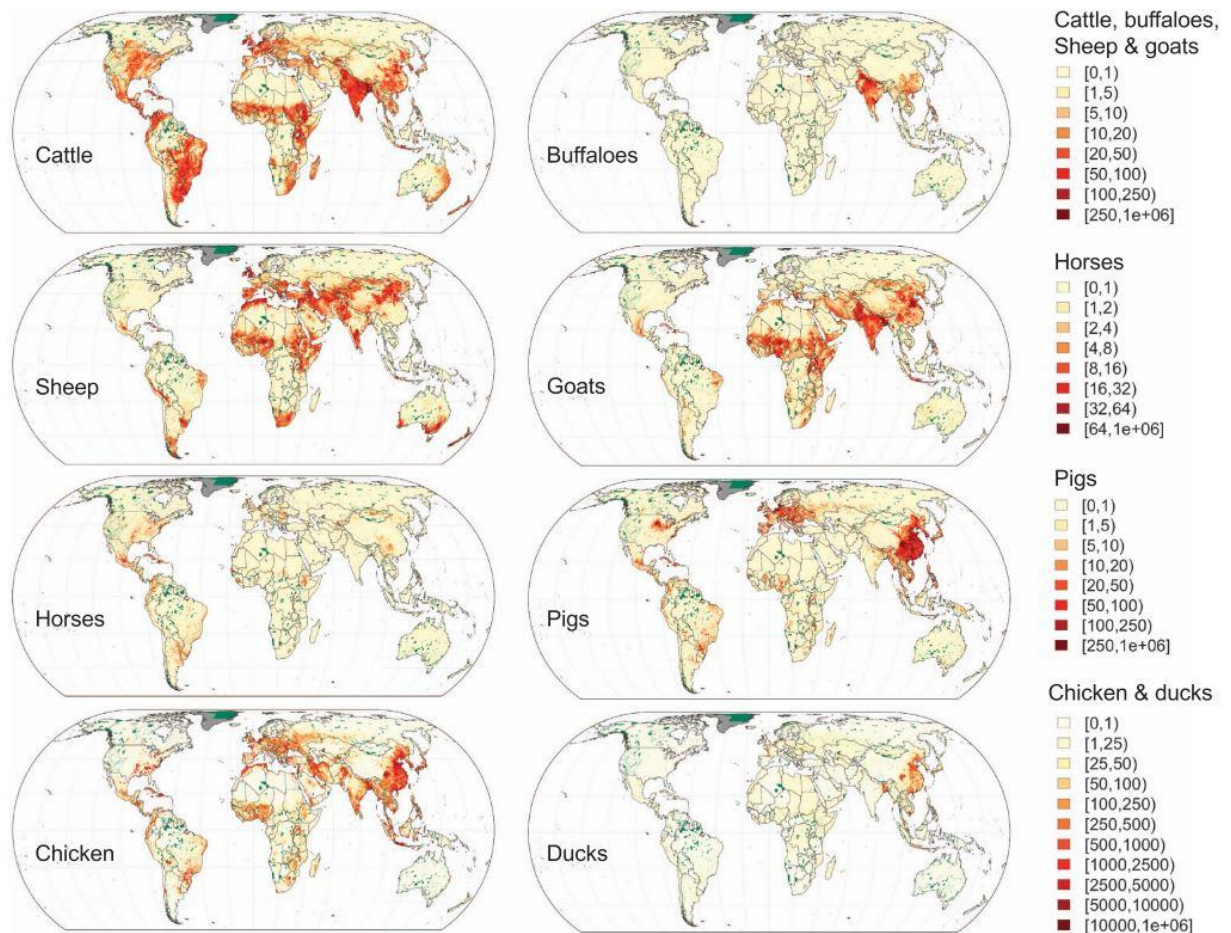 Cattle
Buffaloes
Sheep
Goats
Horses
Pigs
Chicken
Ducks
Cattle, buffaloes,
Sheep & goats
[0,1)
[1,5)
[5,10)
[10,20)
[20,50)
[50,100)
[100,250)
[250,1e+06]
Horses
[0,1)
[1,2)
[2,4)
[4,8)
[8,16)
[16,32)
[32,64)
[64,1e+06]
Pigs
[0,1)
[1,5)
[5,10)
[10,20)
[20,50)
[50,100)
[100,250)
[250,1e+06]
Chicken & ducks
[0,1)
[1,25)
[25,50)
[50,100)
[100,250)
[250,500)
[500,1000)
[1000,2500)
[2500,5000)
[5000,10000)
[10000,1e+06]